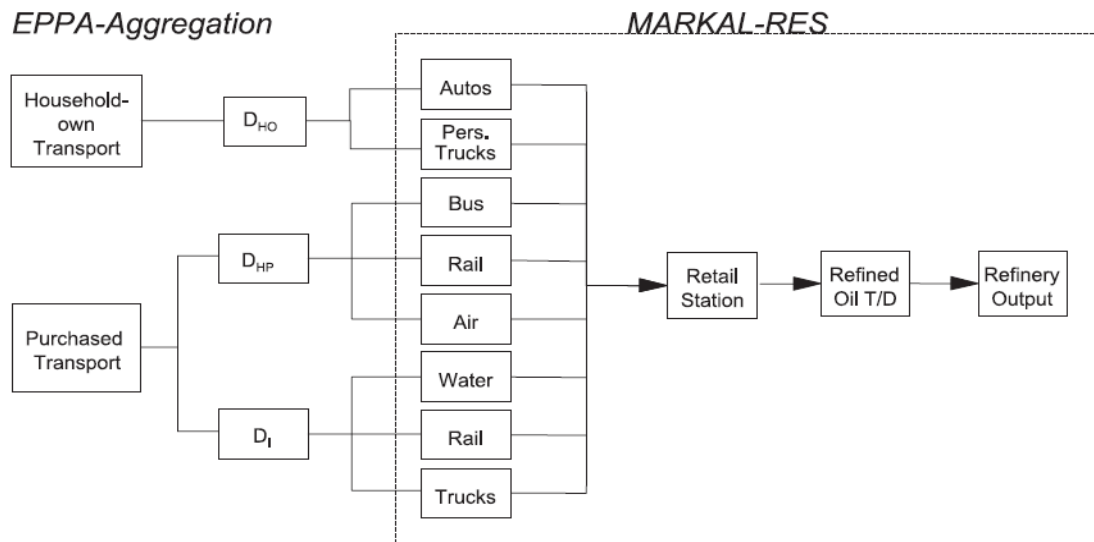 EPPA-Aggregation
MARKAL-RES
Household-
own
Transport
D_HO
Autos
Pers.
Trucks
Bus
D_HP
Rail
Air
Purchased
Transport
Water
D_I
Rail
Trucks
Retail
Station
Refined
Oil T/D
Refinery
Output